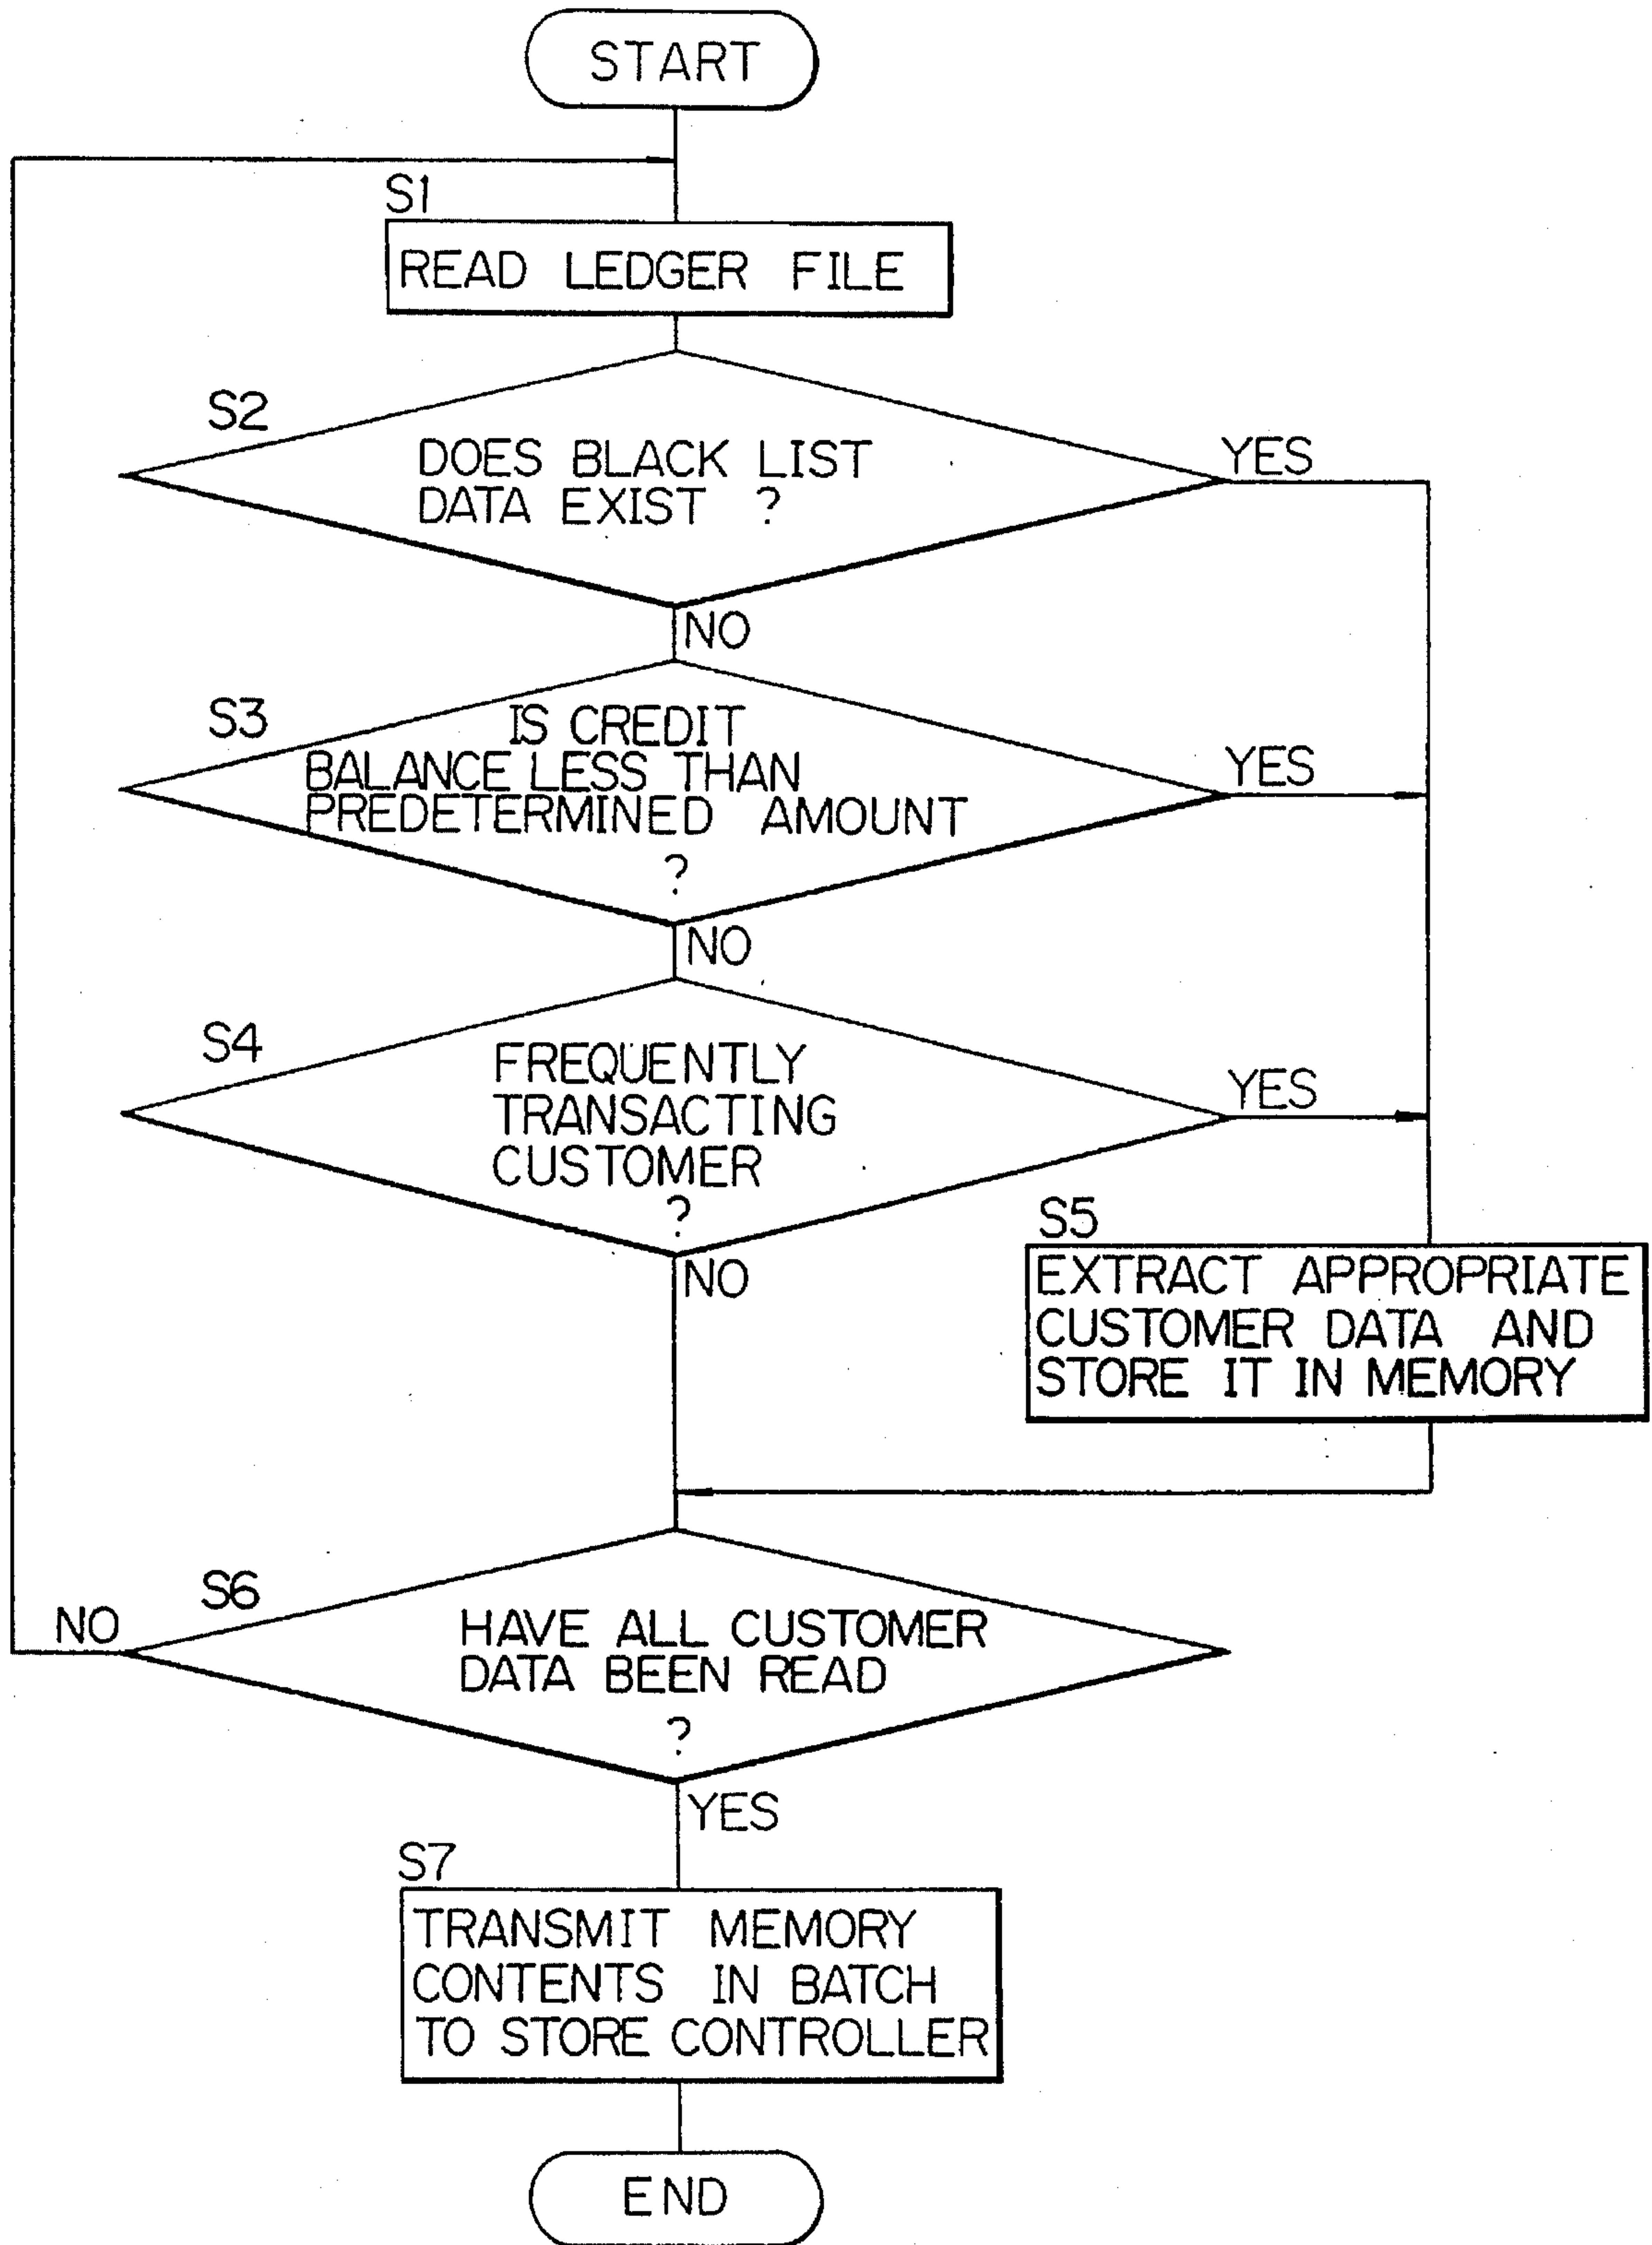 START
S1
READ LEDGER FILE
S2
DOES BLACK LIST
DATA EXIST ?
YES
NO
S3
IS CREDIT
BALANCE LESS THAN
PREDETERMINED AMOUNT
?
YES
NO
S4
FREQUENTLY
TRANSACTING
CUSTOMER
?
YES
NO
S5
EXTRACT APPROPRIATE
CUSTOMER DATA AND
STORE IT IN MEMORY
S6
NO
HAVE ALL CUSTOMER
DATA BEEN READ
?
YES
S7
TRANSMIT MEMORY
CONTENTS IN BATCH
TO STORE CONTROLLER
END